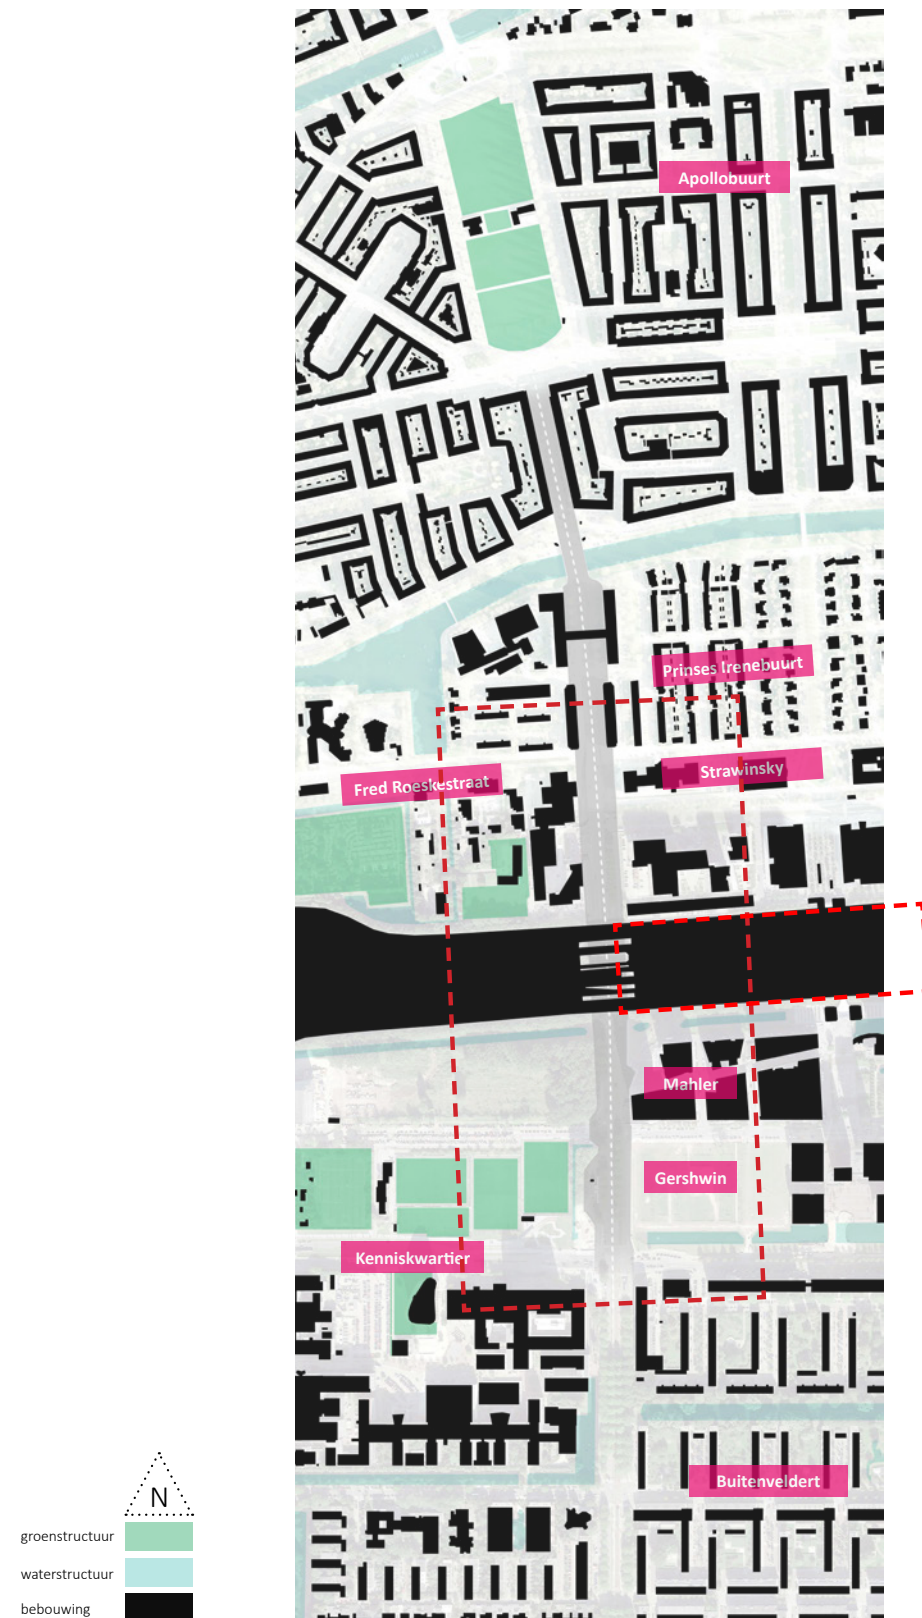 Apollobuurt
Prinses Irenebuurt
Strawinsky
Fred Roeskestraat
Mahler
Gershwin
Kenniskwartier
Buitenveldert
N
groenstructuur
waterstructuur
bebouwing